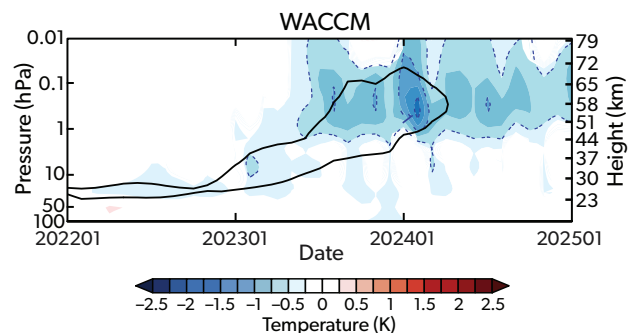 WACCM
Pressure (hPa)
0.01
0.1
1
10
50
100
79
72
65
58
51
44
37
30
23
Height (km)
202201 202301 202401 202501
Date
−2.5 −2 −1.5 −1 −0.5 0 0.5 1 1.5 2 2.5
Temperature (K)